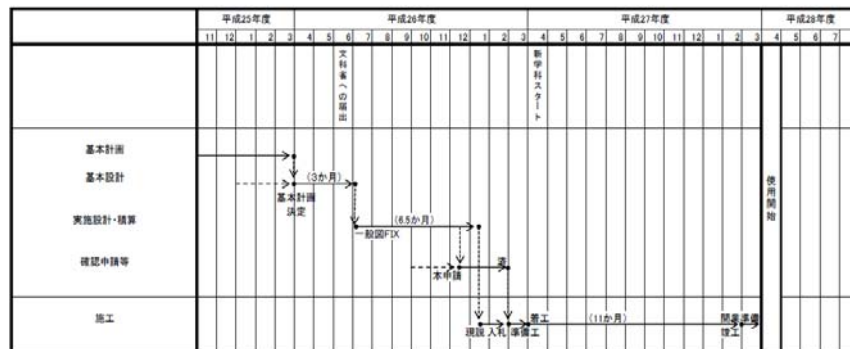 平成25年度 平成26年度 平成27年度 平成28年度
11 12 1 2 3 4 5 6 7 8 9 10 11 12 1 2 3 4 5 6 7 8 9 10 11 12 1 2 3 4 5 6 7
文科省への届出
新学科スタート
基本計画
基本設計 (3か月)
基本計画
決定
使用開始
実施設計・積算 (6.5か月)
一般図FIX
確認申請等 済
本申請
施工 着工 (11か月) 開業準備
現説 入札 準備工 竣工